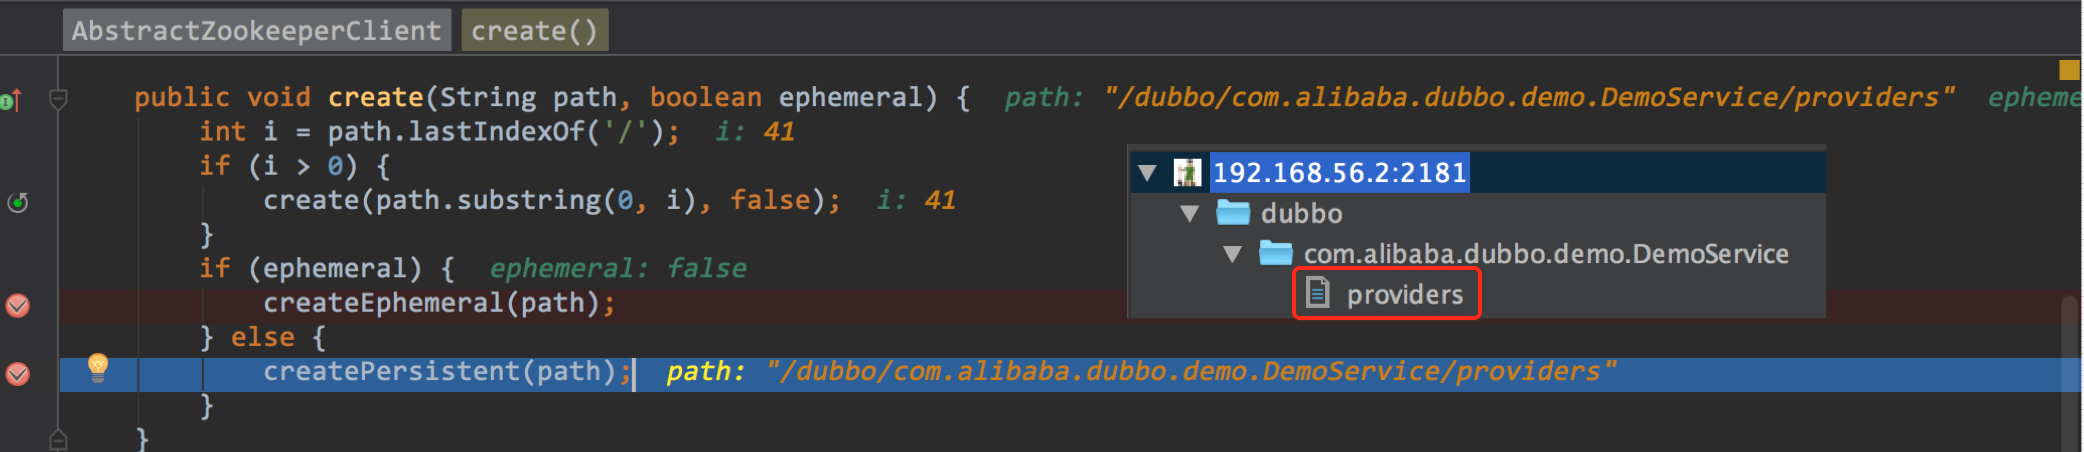 AbstractZookeeperClient create()
public void create(String path, boolean ephemeral) { path: "/dubbo/com.alibaba.dubbo.demo.DemoService/providers" epheme
int i = path.lastIndexOf('/'); i: 41
if (i > 0) {
create(path.substring(0, i), false); i: 41
}
if (ephemeral) { ephemeral: false
createEphemeral(path);
} else {
createPersistent(path); path: "/dubbo/com.alibaba.dubbo.demo.DemoService/providers"
}
}
192.168.56.2:2181
dubbo
com.alibaba.dubbo.demo.DemoService
providers